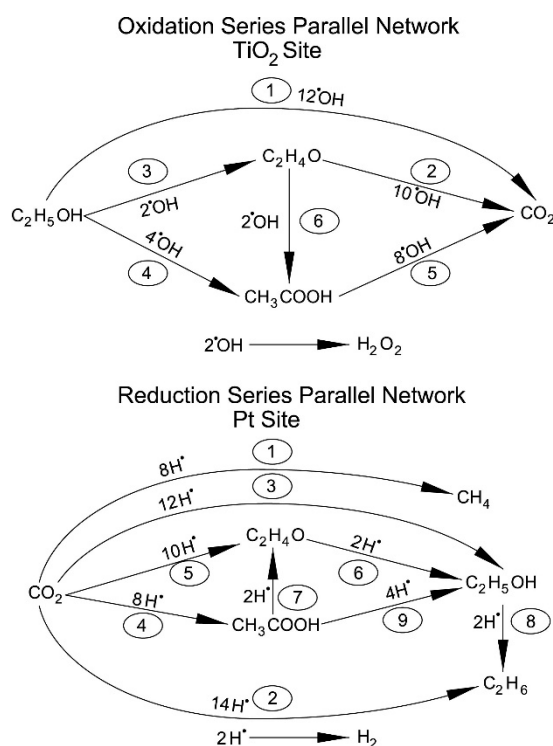 Oxidation Series Parallel Network
TiO₂ Site
1
12•OH
3
C₂H₄O
2
2•OH
10•OH
C₂H₅OH
2•OH
6
CO₂
4•OH
8•OH
4
5
CH₃COOH
2•OH → H₂O₂
Reduction Series Parallel Network
Pt Site
1
8H•
3
CH₄
12H•
C₂H₄O
10H•
2H•
5
6
CO₂
C₂H₅OH
8H•
2H•
7
4H•
4
CH₃COOH
9
2H•
8
C₂H₆
14H•
2
2H• → H₂